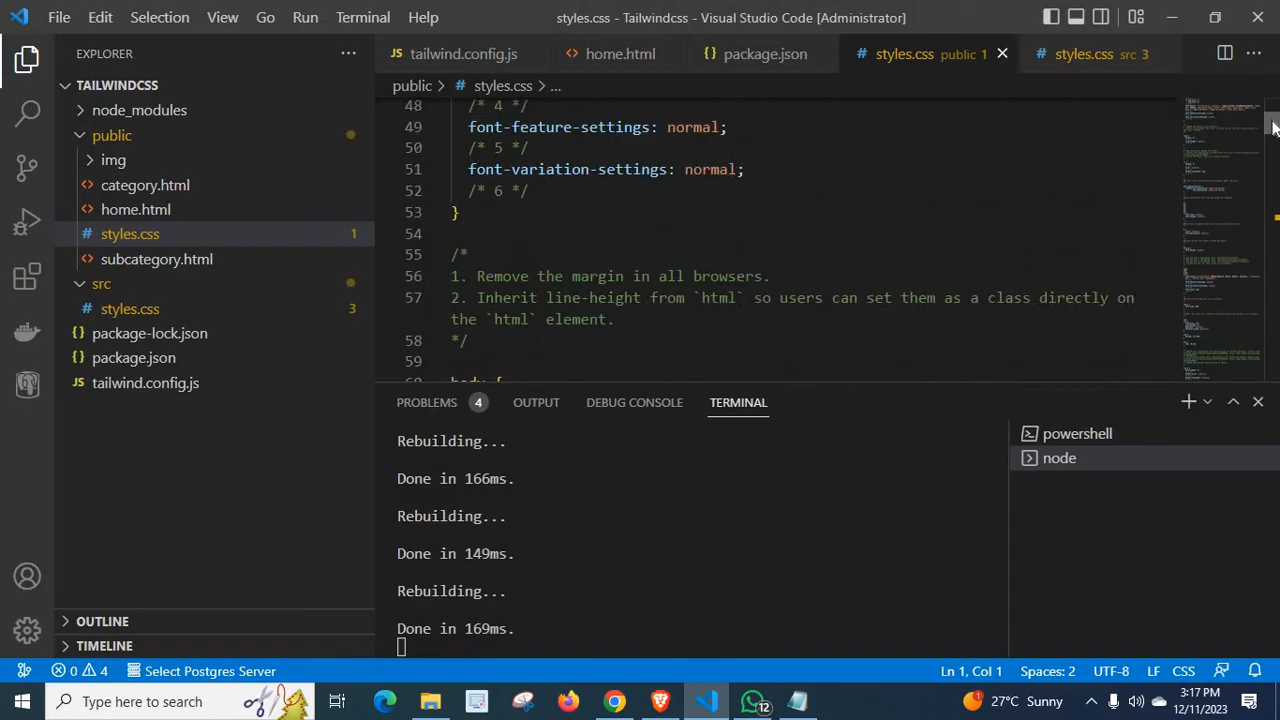 File Edit Selection View Go Run Terminal Help
styles.css - Tailwindcss - Visual Studio Code [Administrator]
EXPLORER
tailwind.config.js
home.html
package.json
styles.css public 1
styles.css src 3
TAILWINDCSS
node_modules
public
img
category.html
home.html
styles.css 1
subcategory.html
src
styles.css 3
package-lock.json
package.json
tailwind.config.js
OUTLINE
TIMELINE
public > styles.css > ...
48 /* 4 */
49 font-feature-settings: normal;
50 /* 5 */
51 font-variation-settings: normal;
52 /* 6 */
53 }
54
55 /*
56 1. Remove the margin in all browsers.
57 2. Inherit line-height from `html` so users can set them as a class directly on
the `html` element.
58 */
59
60 body {
PROBLEMS 4 OUTPUT DEBUG CONSOLE TERMINAL
Rebuilding...
Done in 166ms.
Rebuilding...
Done in 149ms.
Rebuilding...
Done in 169ms.
powershell
node
0 4 Select Postgres Server
Ln 1, Col 1 Spaces: 2 UTF-8 LF CSS
Type here to search
12
27°C Sunny
3:17 PM
12/11/2023